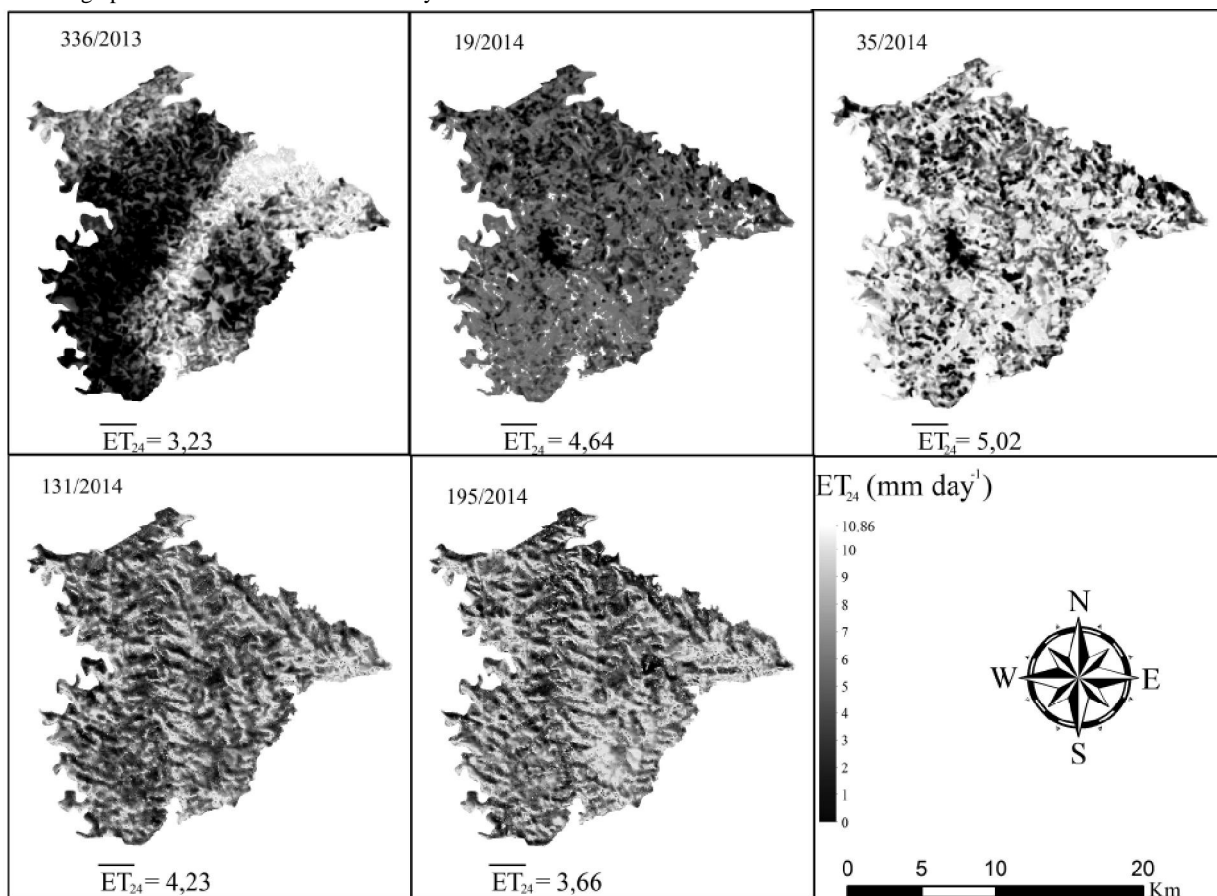 336/2013
19/2014
35/2014
ET24 = 3,23
ET24 = 4,64
ET24 = 5,02
131/2014
195/2014
ET24 (mm day-1)
10.86
10
9
8
7
6
5
4
3
2
1
0
N
W E
S
ET24 = 4,23
ET24 = 3,66
0 5 10 20
Km